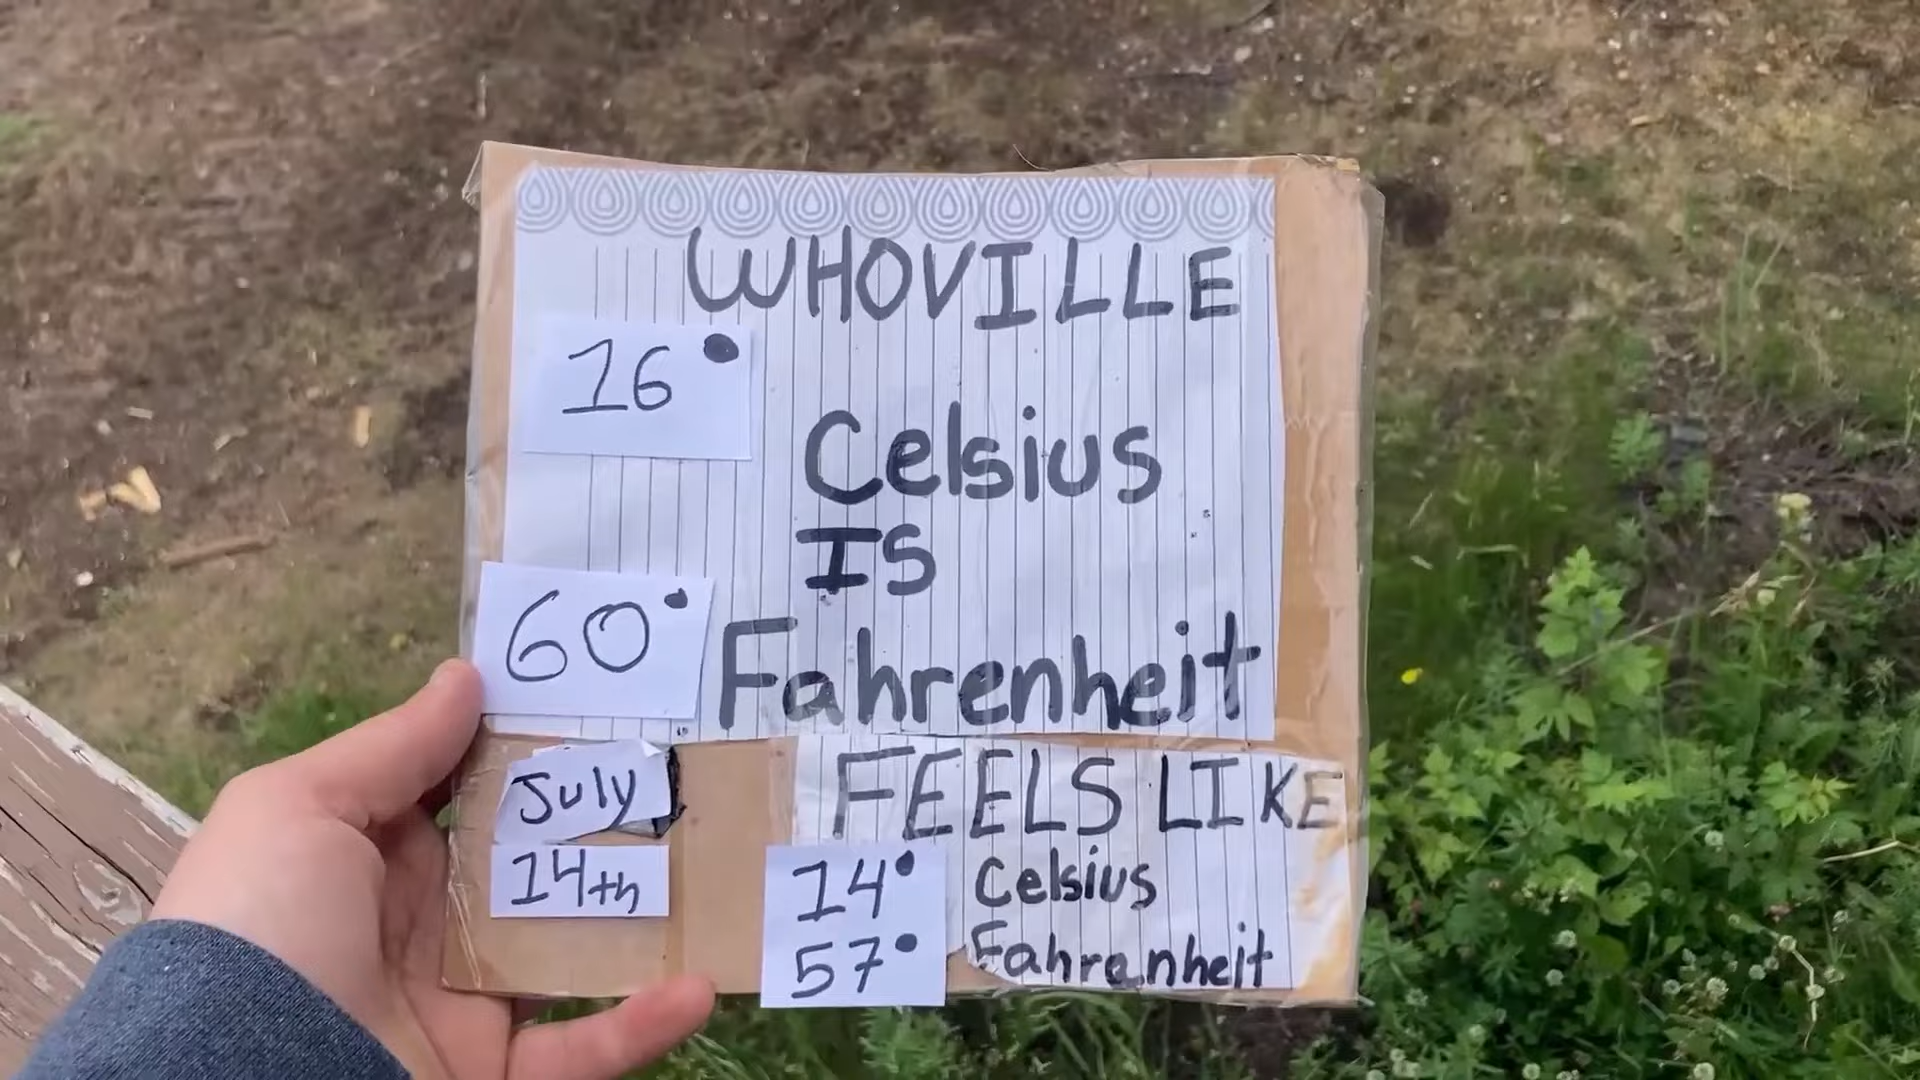 WHOVILLE
16°
Celsius
IS
60° Fahrenheit
July
14th
FEELS LIKE
14° Celsius
57° Fahrenheit